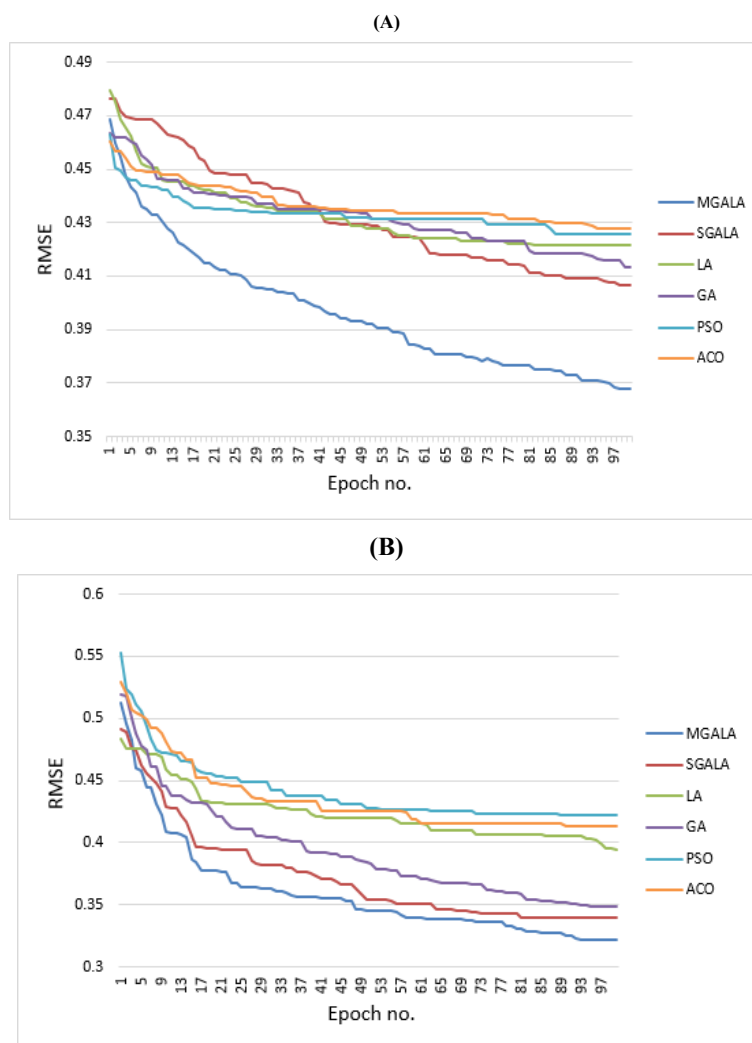 (A)
0.49
0.47
0.45
0.43
0.41
0.39
0.37
0.35
RMSE
1 5 9 13 17 21 25 29 33 37 41 45 49 53 57 61 65 69 73 77 81 85 89 93 97
Epoch no.
MGALA
SGALA
LA
GA
PSO
ACO
(B)
0.6
0.55
0.5
0.45
0.4
0.35
0.3
RMSE
1 5 9 13 17 21 25 29 33 37 41 45 49 53 57 61 65 69 73 77 81 85 89 93 97
Epoch no.
MGALA
SGALA
LA
GA
PSO
ACO